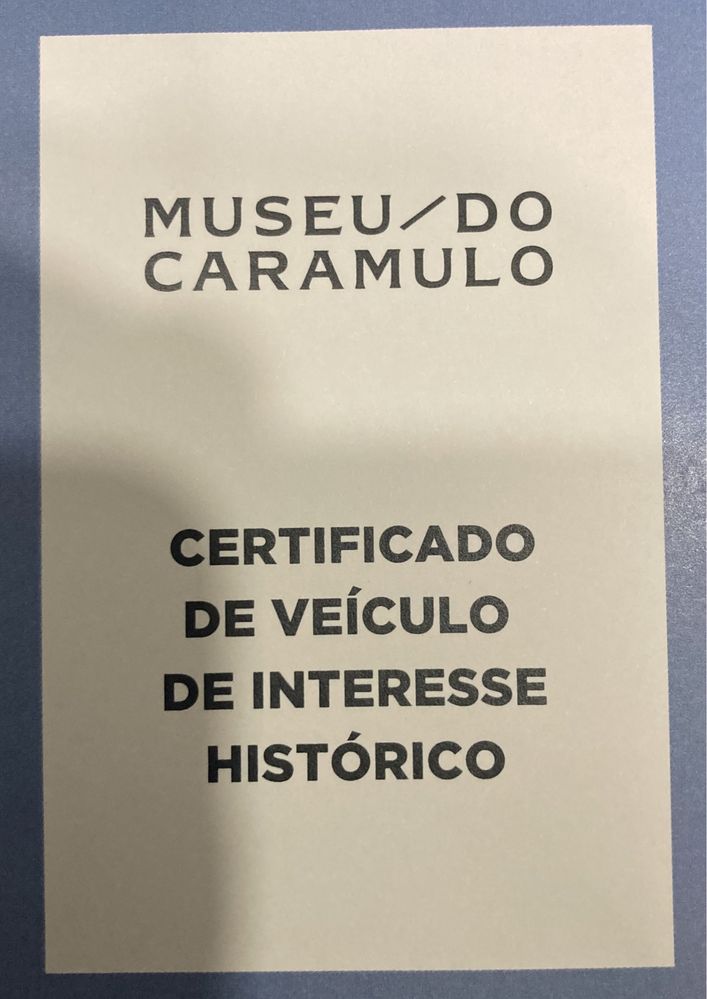 MUSEU/DO
CARAMULO
CERTIFICADO
DE VEÍCULO
DE INTERESSE
HISTÓRICO